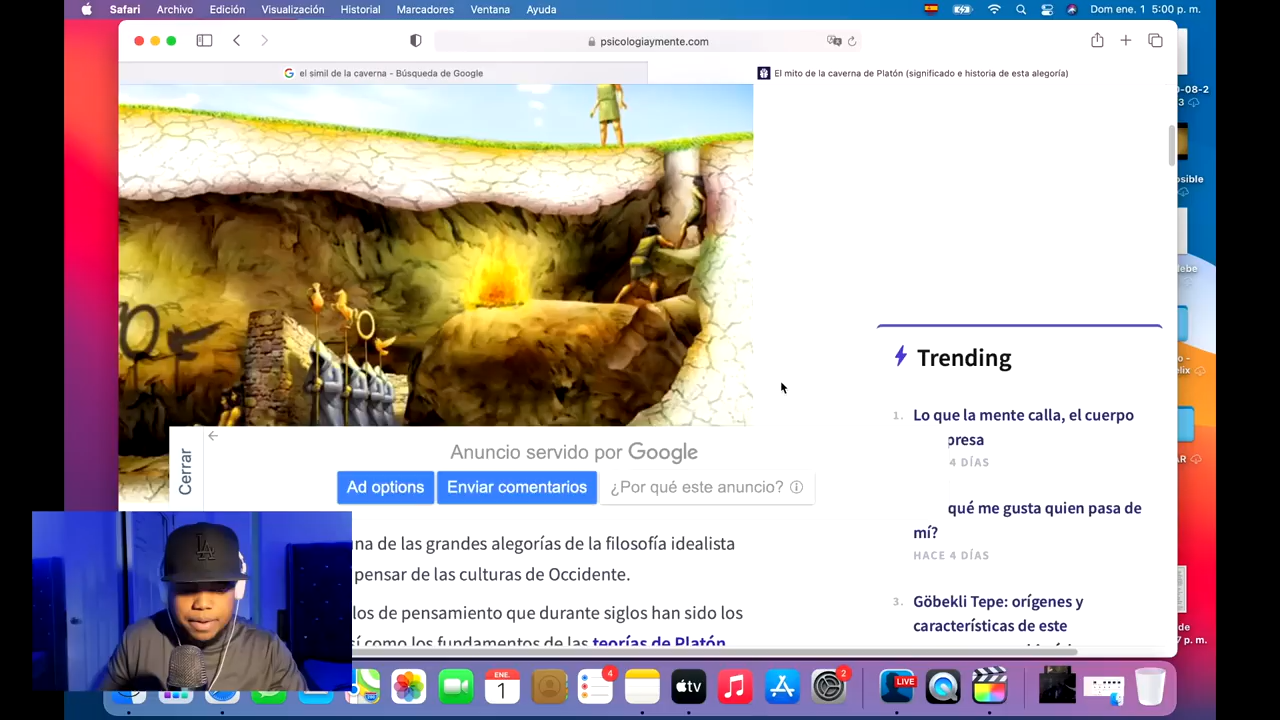 Safari Archivo Edición Visualización Historial Marcadores Ventana Ayuda Dom ene. 1 5:00 p. m.
psicologiaymente.com
el simil de la caverna - Búsqueda de Google
El mito de la caverna de Platón (significado e historia de esta alegoría)
Trending
1. Lo que la mente calla, el cuerpo
presa
4 DÍAS
qué me gusta quien pasa de
mí?
HACE 4 DÍAS
3. Göbekli Tepe: orígenes y
características de este
Cerrar
Anuncio servido por Google
Ad options
Enviar comentarios
¿Por qué este anuncio?
na de las grandes alegorías de la filosofía idealista
pensar de las culturas de Occidente.
los de pensamiento que durante siglos han sido los
sí como los fundamentos de las teorías de Platón
LA
ENE.
1
4
tv
2
LIVE